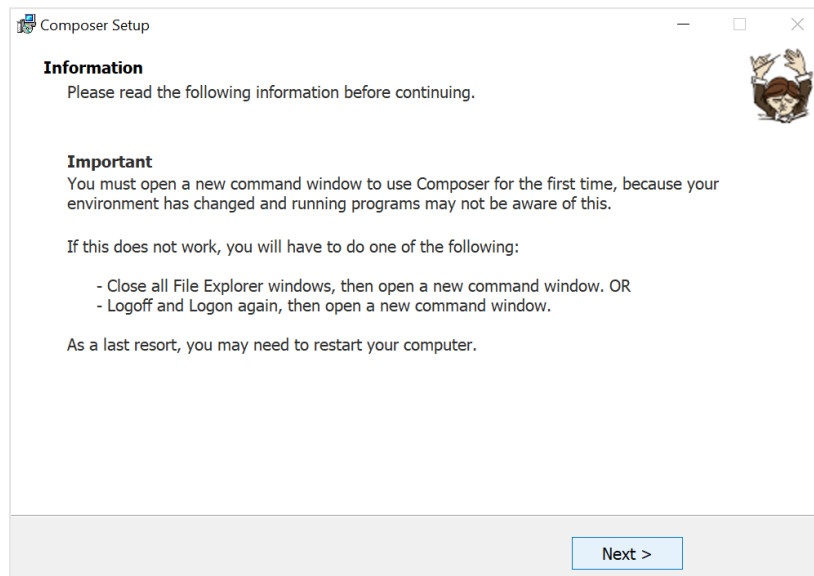 Composer Setup
Information
Please read the following information before continuing.
Important
You must open a new command window to use Composer for the first time, because your
environment has changed and running programs may not be aware of this.
If this does not work, you will have to do one of the following:
- Close all File Explorer windows, then open a new command window. OR
- Logoff and Logon again, then open a new command window.
As a last resort, you may need to restart your computer.
Next >